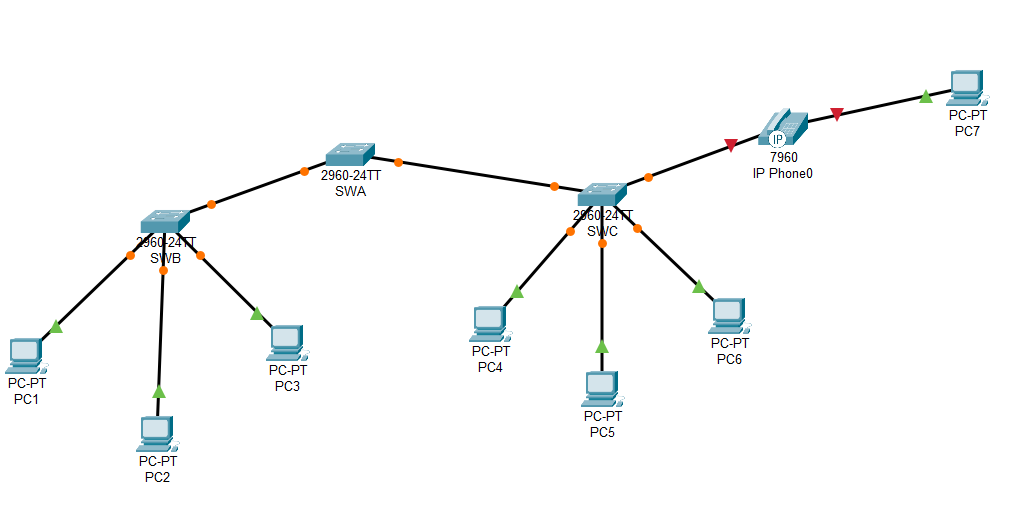 PC-PT
PC7
IP
7960
IP Phone0
2960-24TT
SWA
2960-24TT
SWC
2960-24TT
SWB
PC-PT
PC4
PC-PT
PC6
PC-PT
PC3
PC-PT
PC1
PC-PT
PC5
PC-PT
PC2